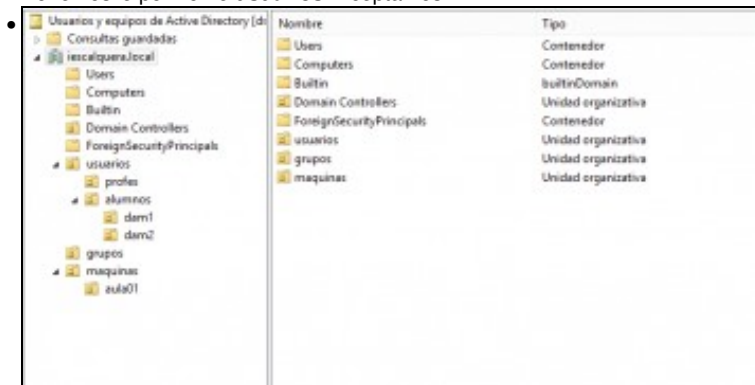 Usuarios y equipos de Active Directory [d
Consultas guardadas
iescalquera.local
Users
Computers
Builtin
Domain Controllers
ForeignSecurityPrincipals
usuarios
profes
alumnos
dam1
dam2
grupos
maquinas
aula01
Nombre Tipo
Users Contenedor
Computers Contenedor
Builtin builtinDomain
Domain Controllers Unidad organizativa
ForeignSecurityPrincipals Contenedor
usuarios Unidad organizativa
grupos Unidad organizativa
maquinas Unidad organizativa